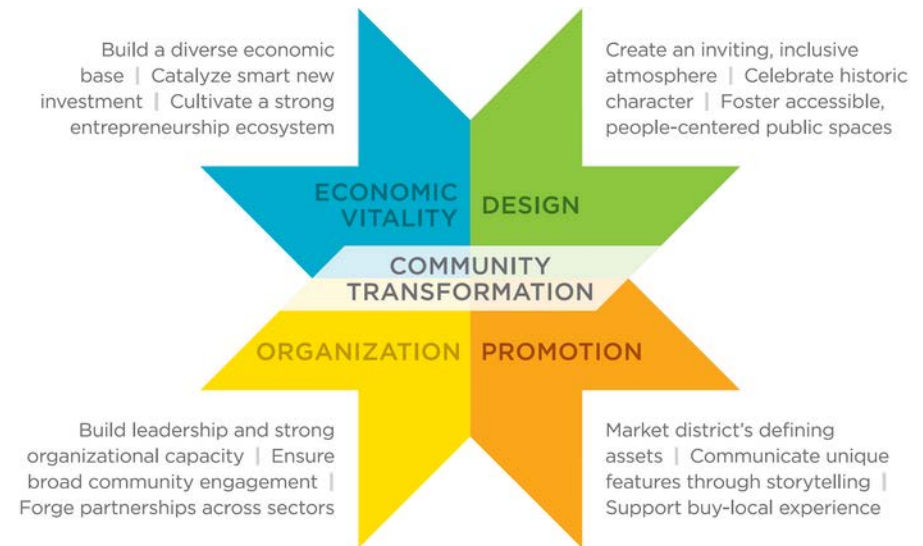 Build a diverse economic
base | Catalyze smart new
investment | Cultivate a strong
entrepreneurship ecosystem
Create an inviting, inclusive
atmosphere | Celebrate historic
character | Foster accessible,
people-centered public spaces
ECONOMIC
VITALITY
DESIGN
COMMUNITY
TRANSFORMATION
ORGANIZATION
PROMOTION
Build leadership and strong
organizational capacity | Ensure
broad community engagement |
Forge partnerships across sectors
Market district’s defining
assets | Communicate unique
features through storytelling |
Support buy-local experience